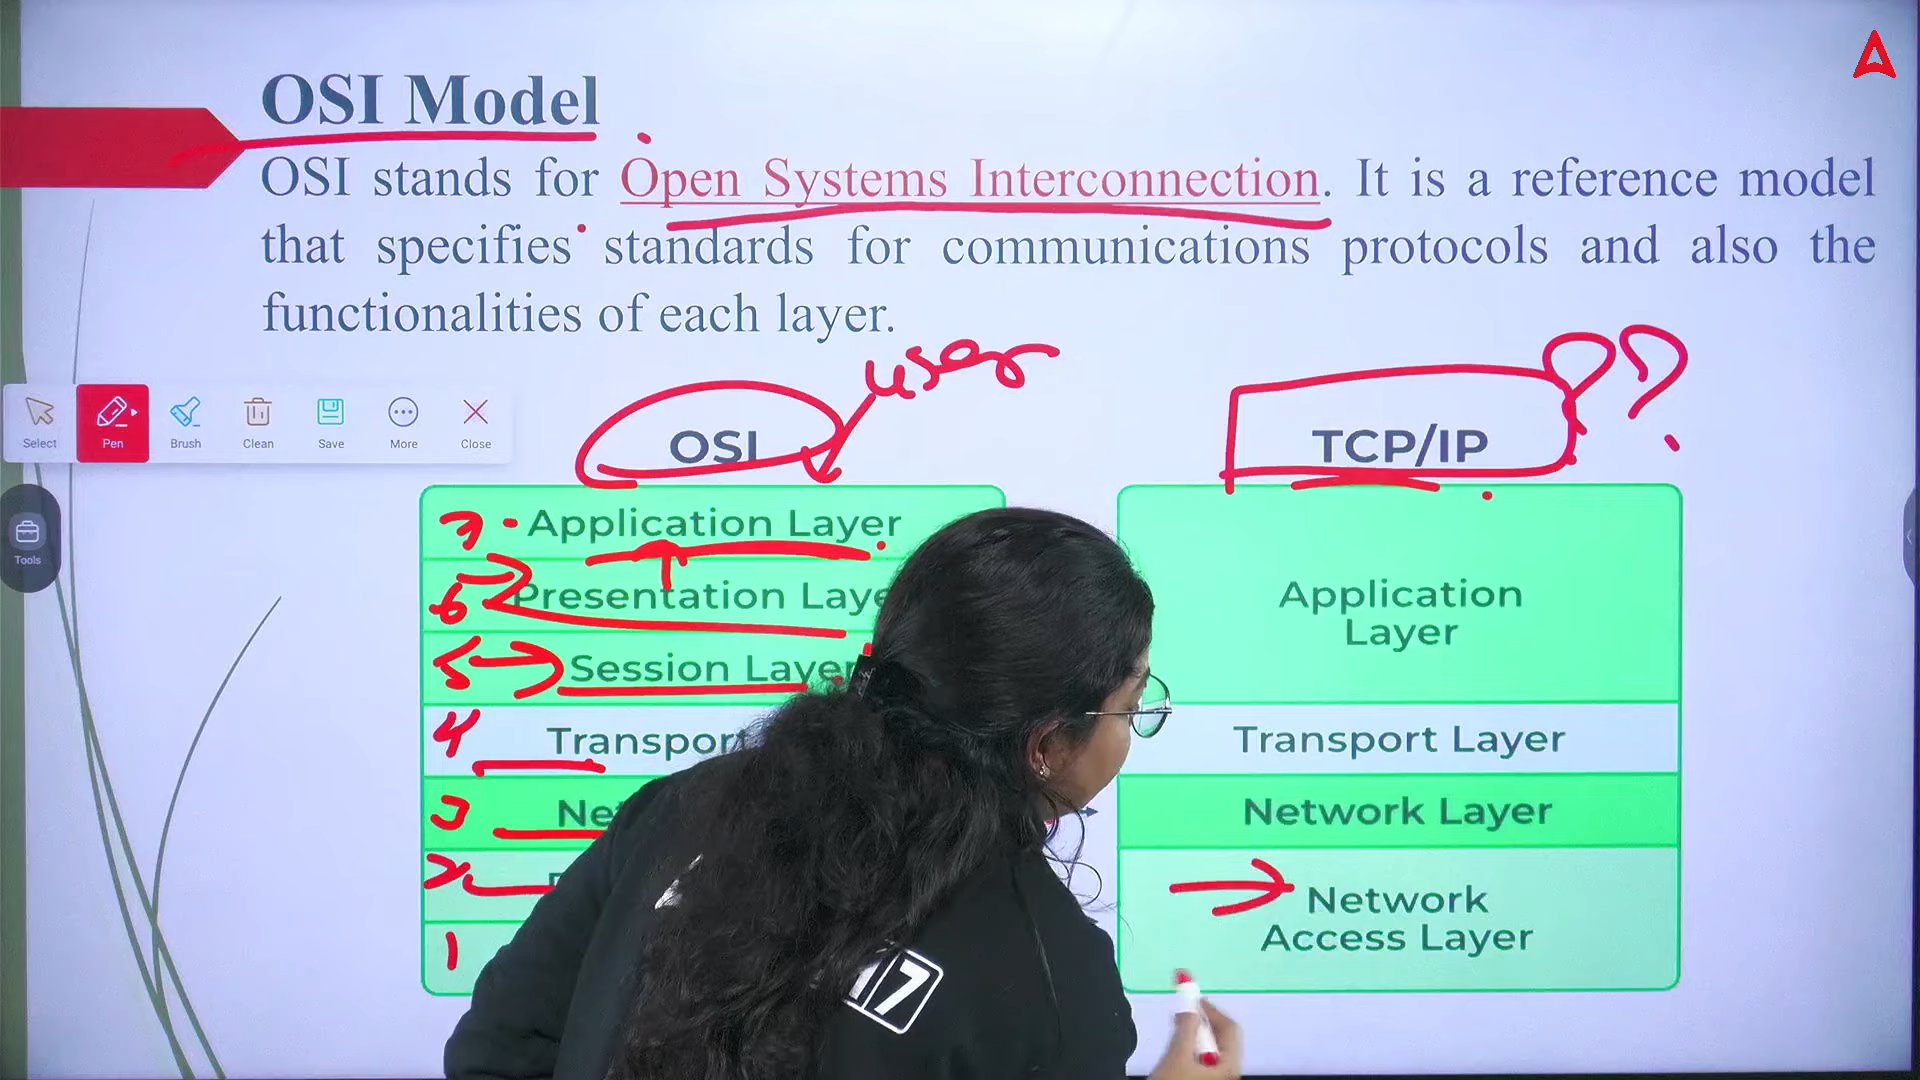 OSI Model
OSI stands for Open Systems Interconnection. It is a reference model
that specifies standards for communications protocols and also the
functionalities of each layer.
user
??
Select
Pen
Brush
Clean
Save
More
Close
Tools
OSI
7 Application Layer
6 Presentation Laye
5 Session Layer
4 Transpor
3 Ne
2
1
TCP/IP
Application
Layer
Transport Layer
Network Layer
Network
Access Layer
17